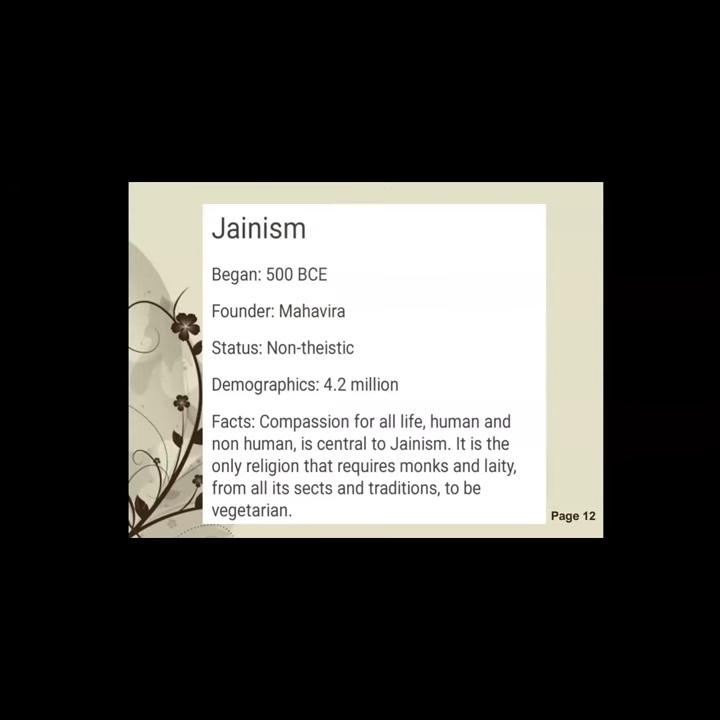 Jainism
Began: 500 BCE
Founder: Mahavira
Status: Non-theistic
Demographics: 4.2 million
Facts: Compassion for all life, human and
non human, is central to Jainism. It is the
only religion that requires monks and laity,
from all its sects and traditions, to be
vegetarian.
Page 12